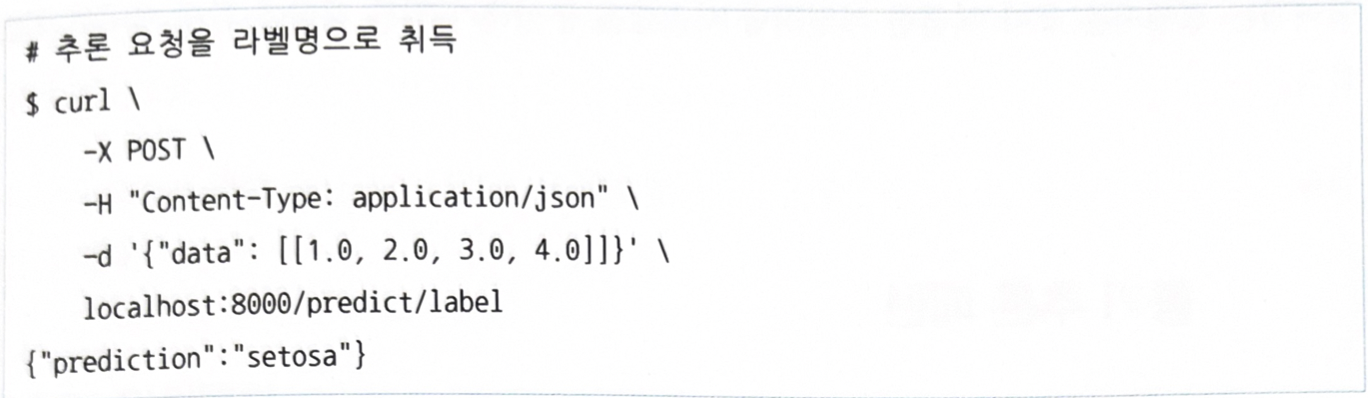 # 추론 요청을 라벨명으로 취득
$ curl \
    -X POST \
    -H "Content-Type: application/json" \
    -d '{"data": [[1.0, 2.0, 3.0, 4.0]]}' \
    localhost:8000/predict/label
{"prediction":"setosa"}